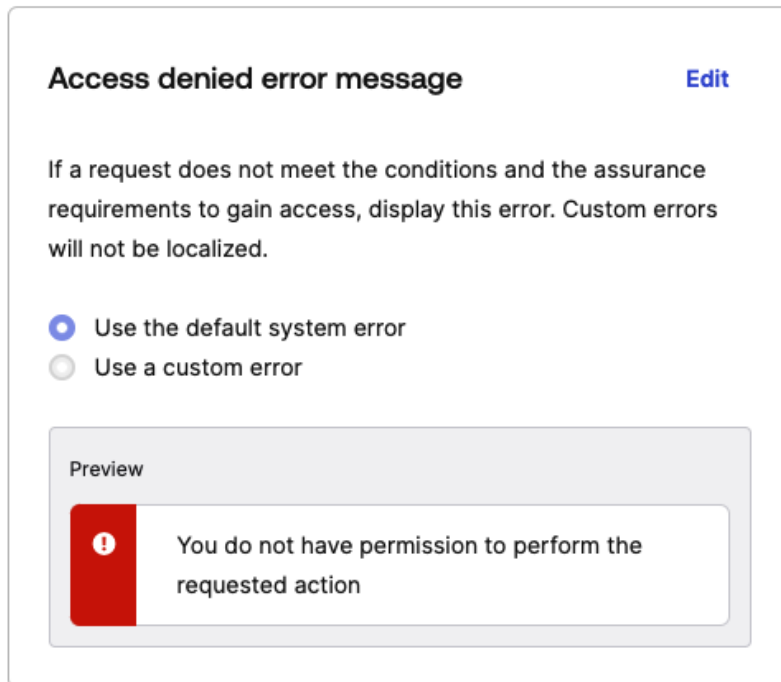 Access denied error message
Edit
If a request does not meet the conditions and the assurance
requirements to gain access, display this error. Custom errors
will not be localized.
Use the default system error
Use a custom error
Preview
You do not have permission to perform the
requested action